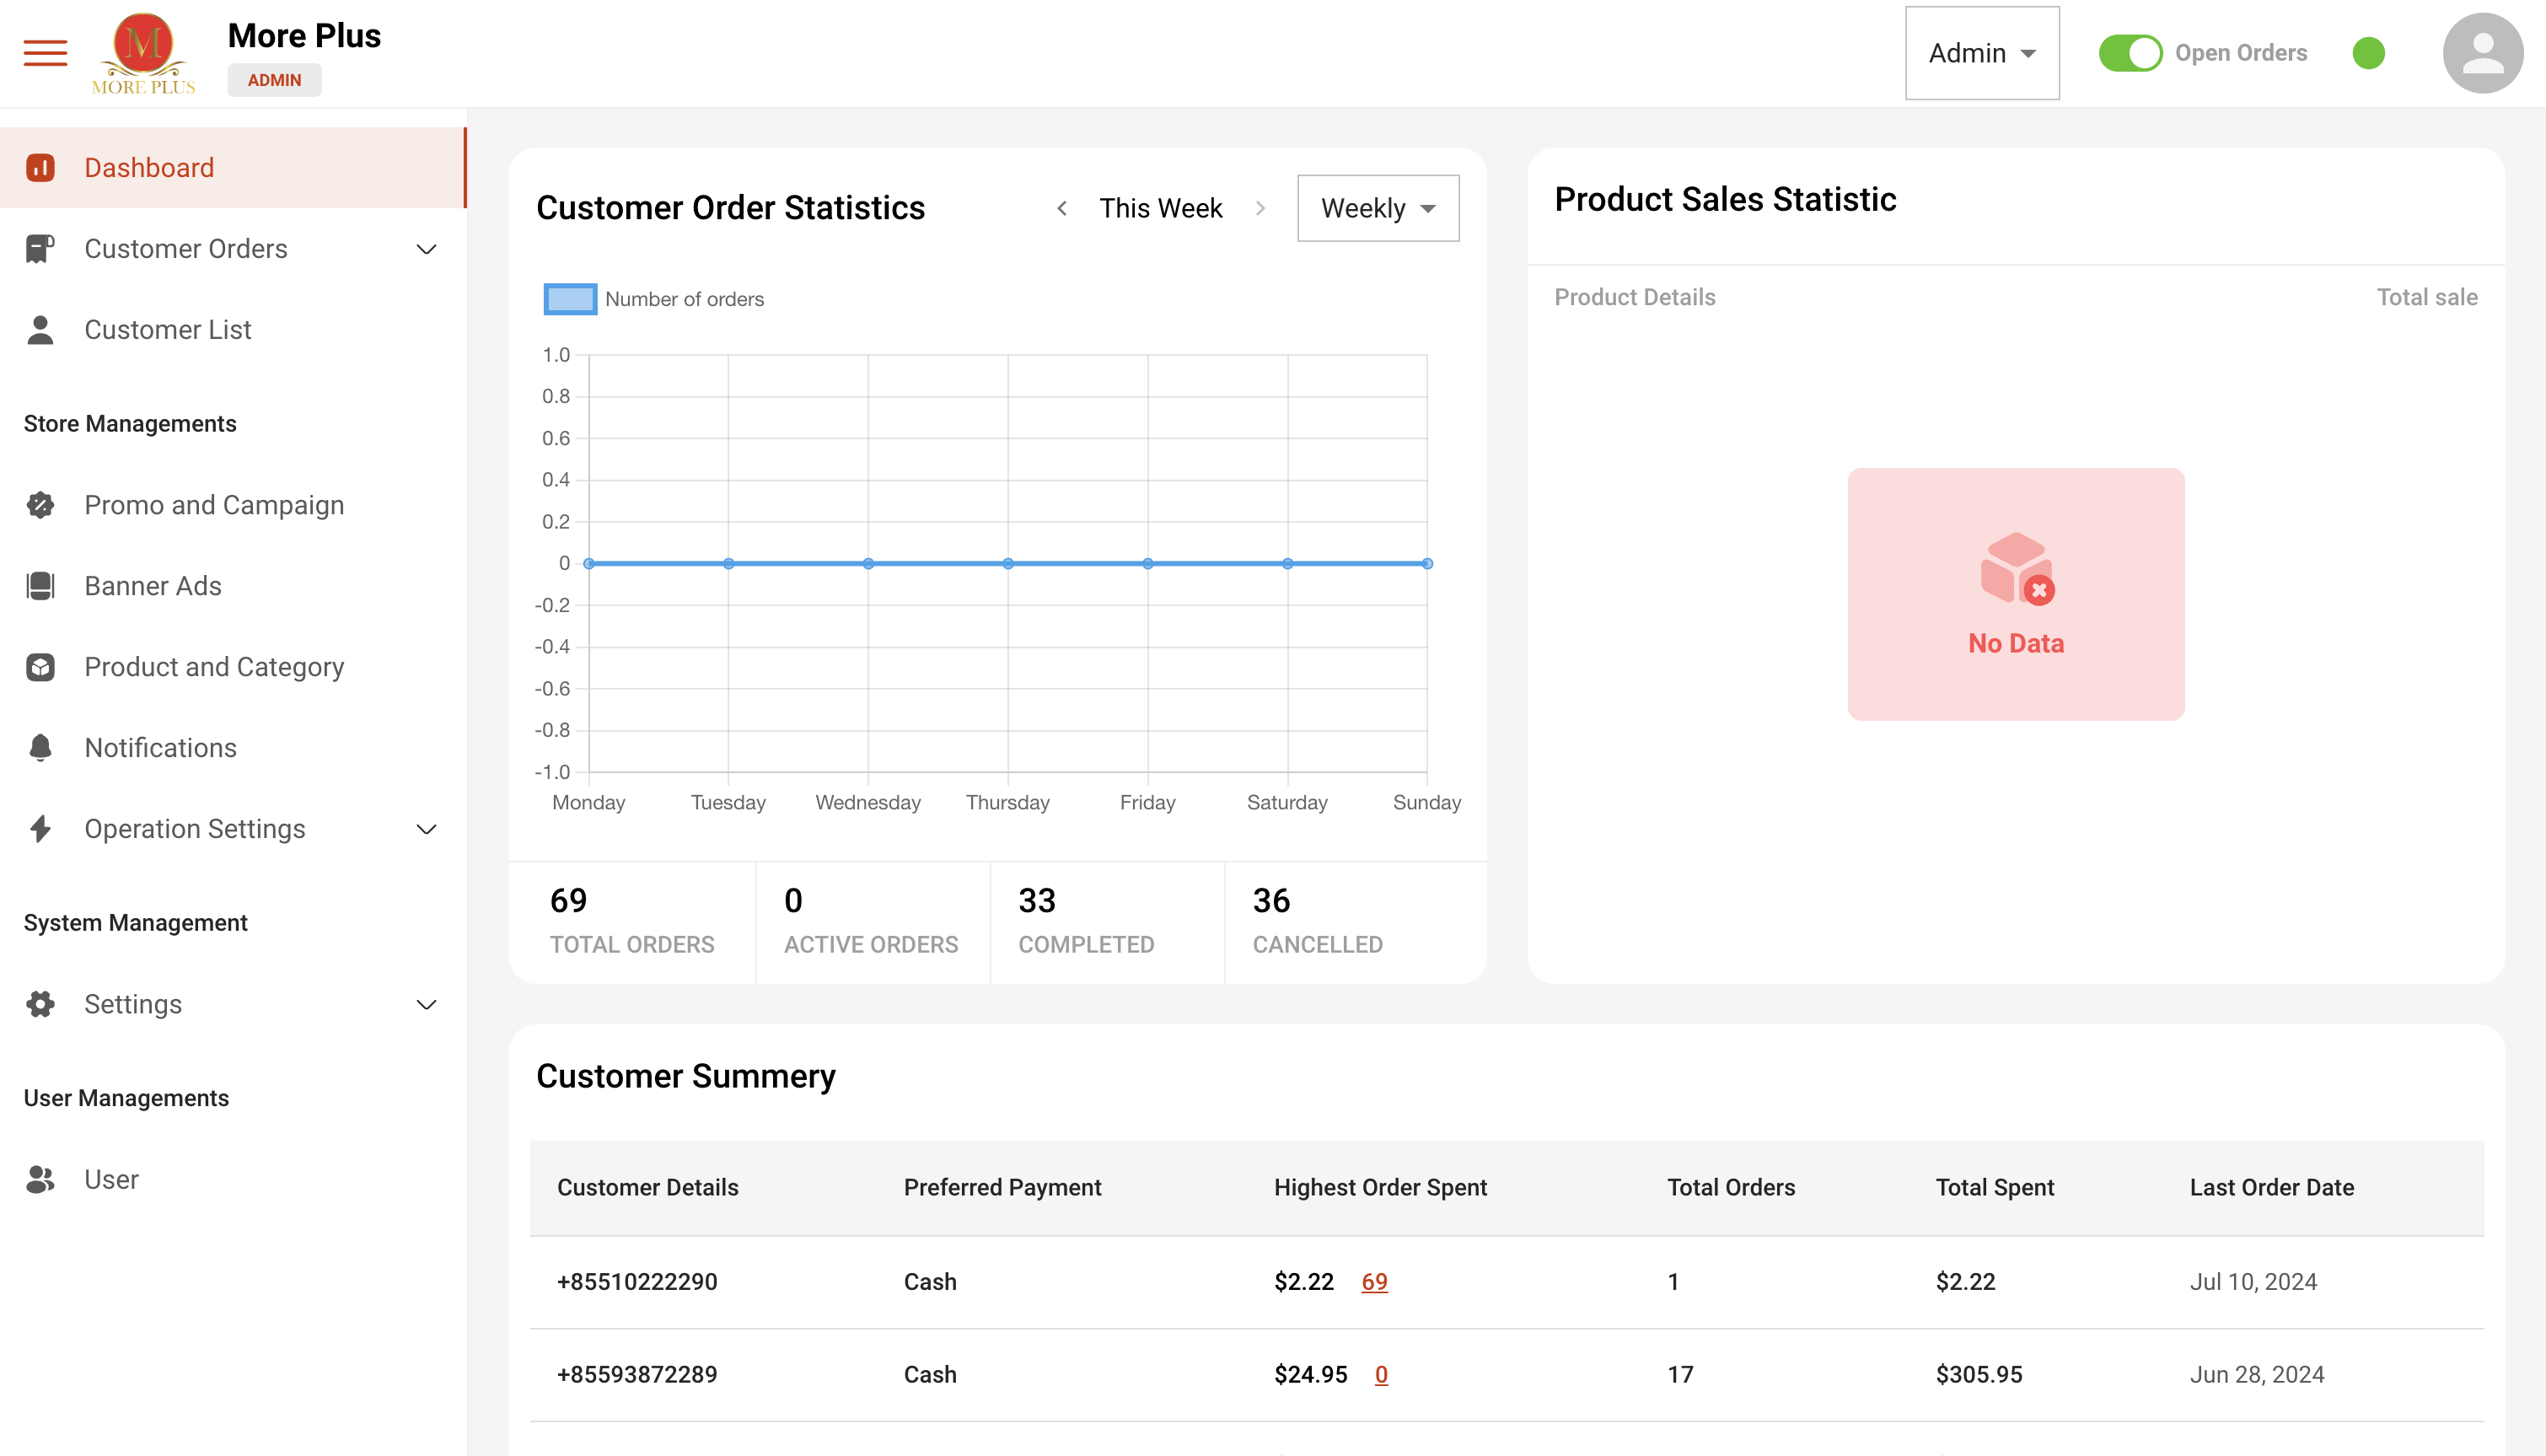 M
MORE PLUS
More Plus
ADMIN
Admin
Open Orders
Dashboard
Customer Orders
Customer List
Store Managements
Promo and Campaign
Banner Ads
Product and Category
Notifications
Operation Settings
System Management
Settings
User Managements
User
Customer Order Statistics
This Week
Weekly
Number of orders
1.0
0.8
0.6
0.4
0.2
0
-0.2
-0.4
-0.6
-0.8
-1.0
Monday Tuesday Wednesday Thursday Friday Saturday Sunday
69 0 33 36
TOTAL ORDERS ACTIVE ORDERS COMPLETED CANCELLED
Product Sales Statistic
Product Details Total sale
No Data
Customer Summery
Customer Details Preferred Payment Highest Order Spent Total Orders Total Spent Last Order Date
+85510222290 Cash $2.22 69 1 $2.22 Jul 10, 2024
+85593872289 Cash $24.95 0 17 $305.95 Jun 28, 2024